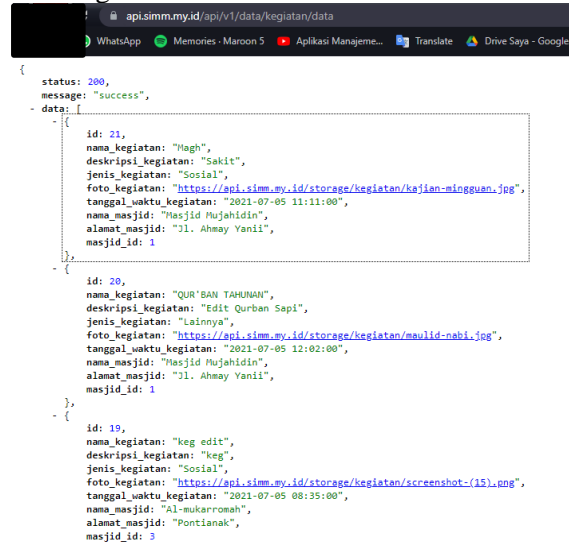 api.simm.my.id/api/v1/data/kegiatan/data
WhatsApp Memories - Maroon 5 Aplikasi Manajeme... Translate Drive Saya - Google
{
status: 200,
message: "success",
- data: [
- {
id: 21,
nama_kegiatan: "Magh",
deskripsi_kegiatan: "Sakit",
jenis_kegiatan: "Sosial",
foto_kegiatan: "https://api.simm.my.id/storage/kegiatan/kajian-mingguan.jpg",
tanggal_waktu_kegiatan: "2021-07-05 11:11:00",
nama_masjid: "Masjid Mujahidin",
alamat_masjid: "Jl. Ahmay Yanii",
masjid_id: 1
},
- {
id: 20,
nama_kegiatan: "QUR'BAN TAHUNAN",
deskripsi_kegiatan: "Edit Qurban Sapi",
jenis_kegiatan: "Lainnya",
foto_kegiatan: "https://api.simm.my.id/storage/kegiatan/maulid-nabi.jpg",
tanggal_waktu_kegiatan: "2021-07-05 12:02:00",
nama_masjid: "Masjid Mujahidin",
alamat_masjid: "Jl. Ahmay Yanii",
masjid_id: 1
},
- {
id: 19,
nama_kegiatan: "keg edit",
deskripsi_kegiatan: "keg",
jenis_kegiatan: "Sosial",
foto_kegiatan: "https://api.simm.my.id/storage/kegiatan/screenshot-(15).png",
tanggal_waktu_kegiatan: "2021-07-05 08:35:00",
nama_masjid: "Al-mukarromah",
alamat_masjid: "Pontianak",
masjid_id: 3